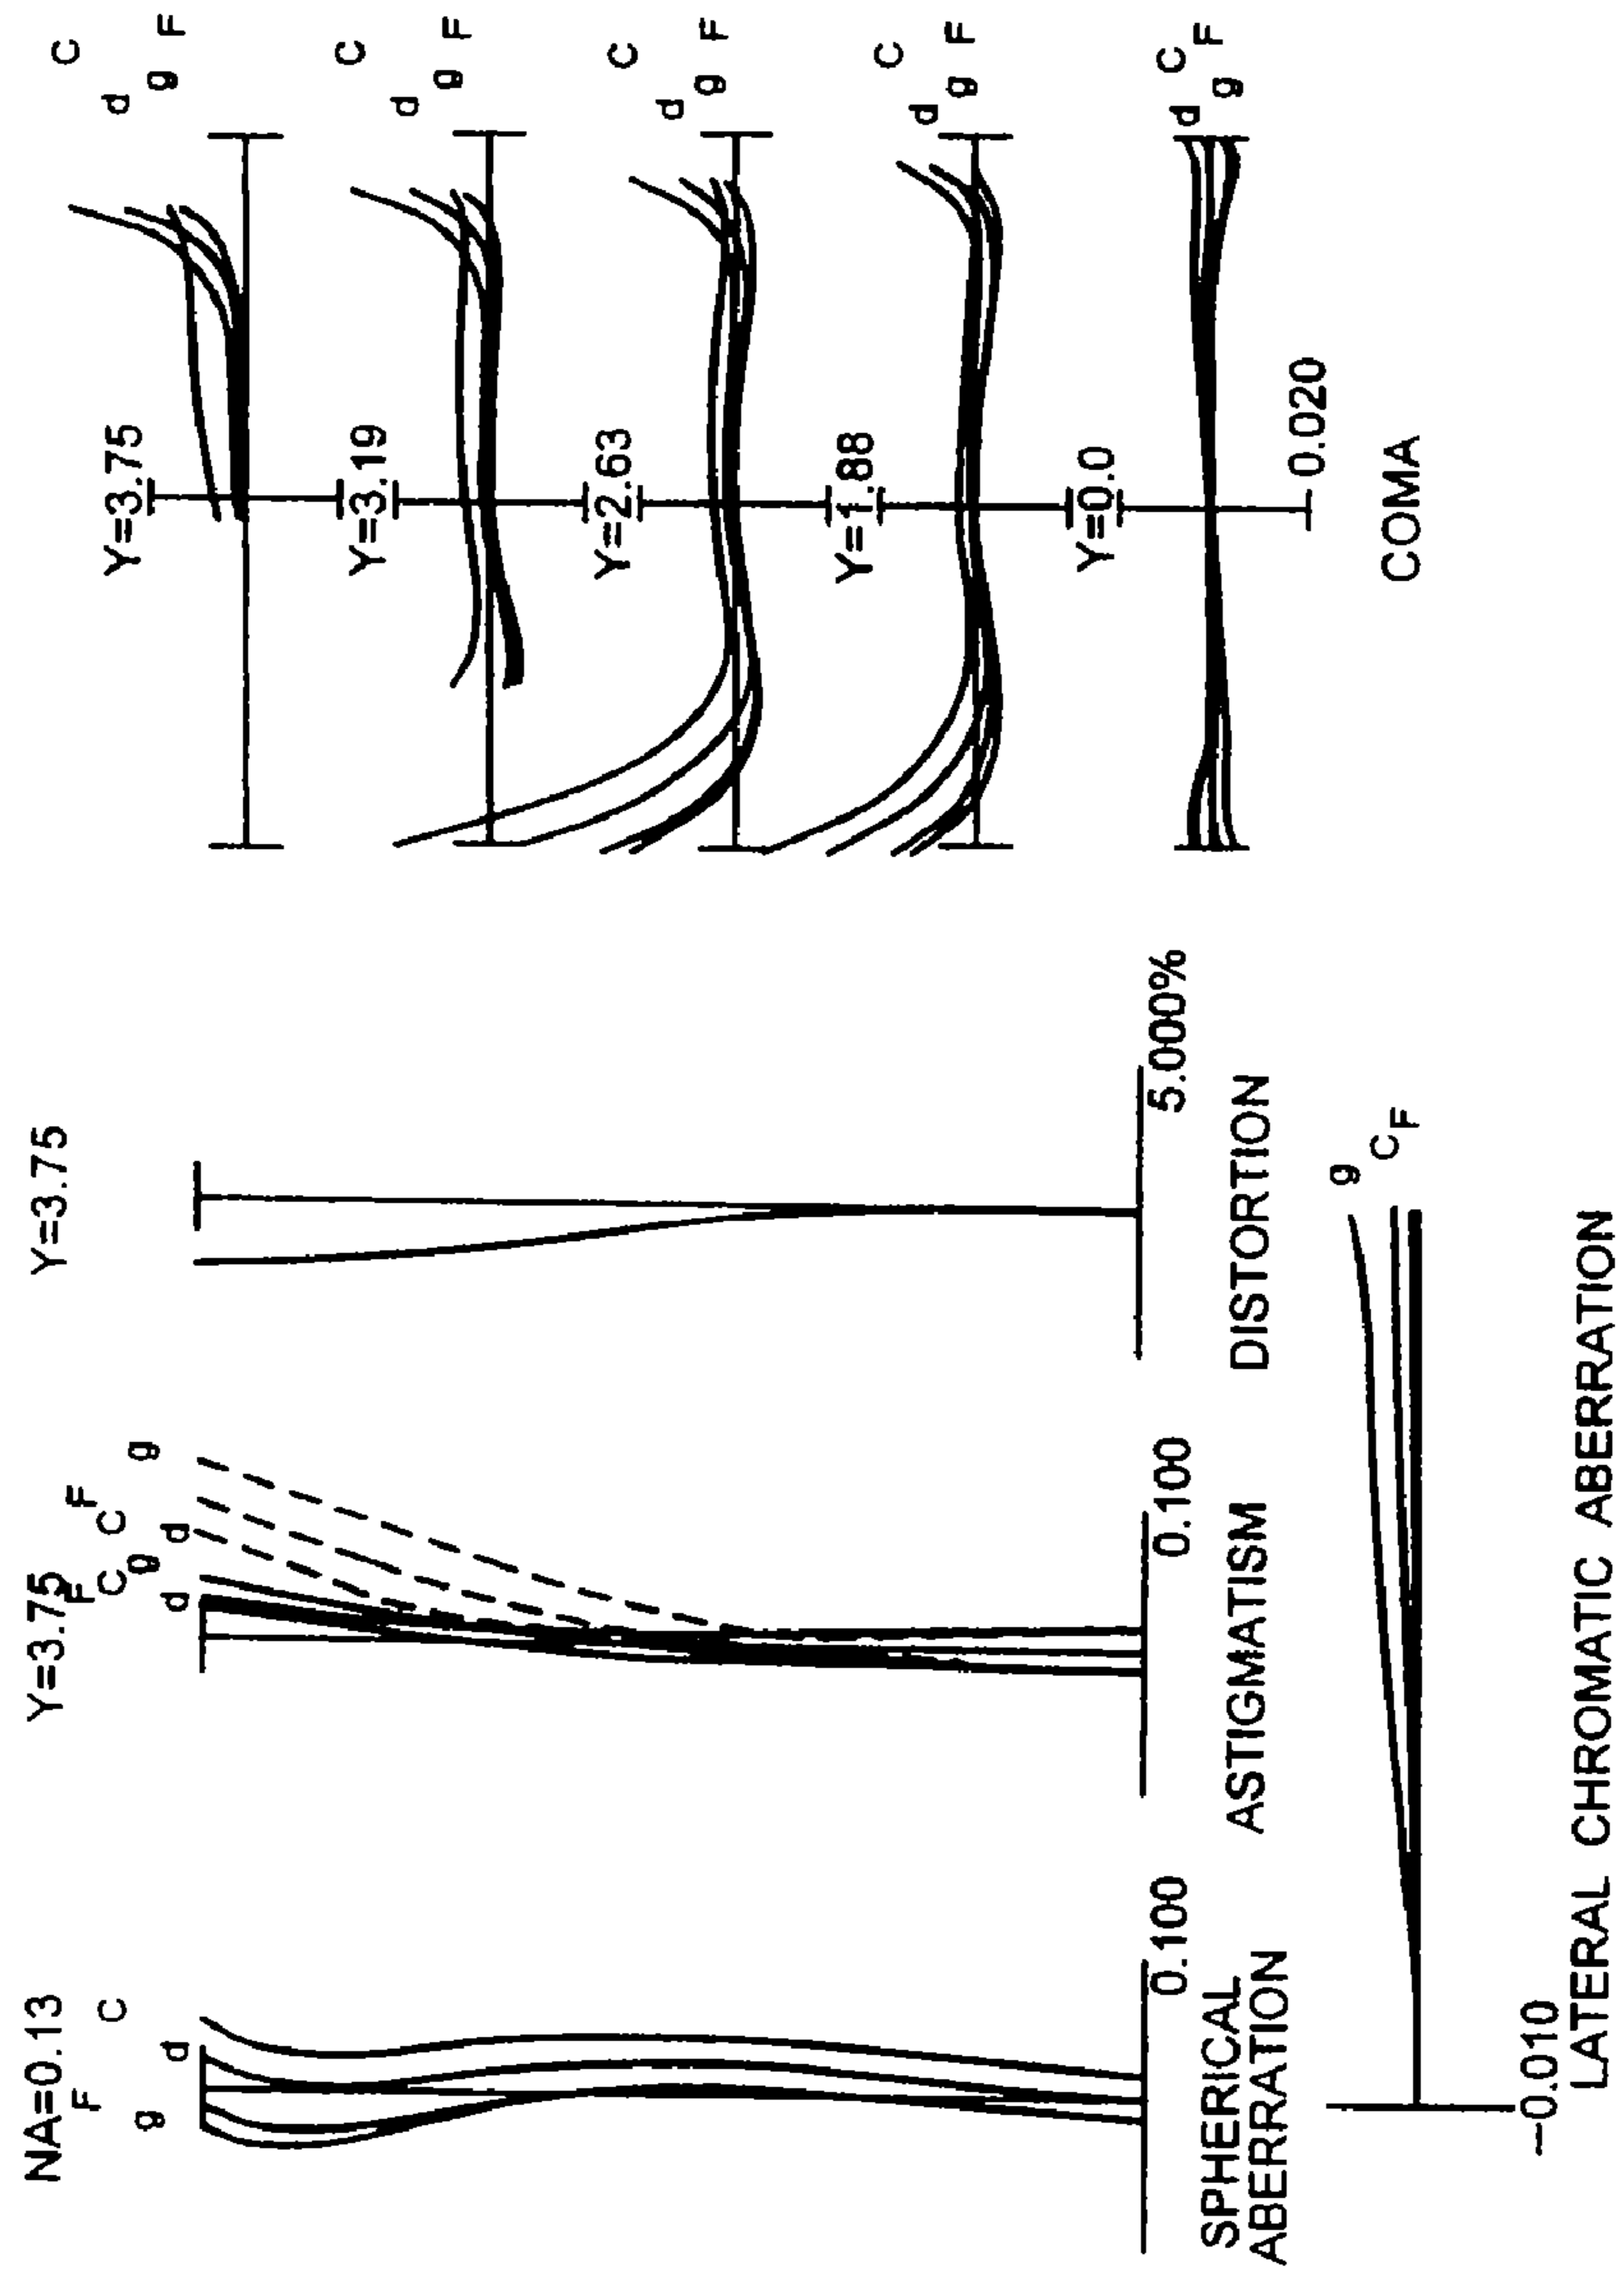 NA=0.13
F
C
g
d
0.100
SPHERICAL
ABERRATION
Y=3.75
F
C
g
d
F
C
g
d
0.100
ASTIGMATISM
Y=3.75
5.000%
DISTORTION
Y=3.75
C
d
g
F
Y=3.19
C
d
g
F
Y=2.63
C
d
g
F
Y=1.88
C
d
g
F
Y=0.0
C
d
g
F
0.020
COMA
g
C
F
-0.010
LATERAL CHROMATIC ABERRATION